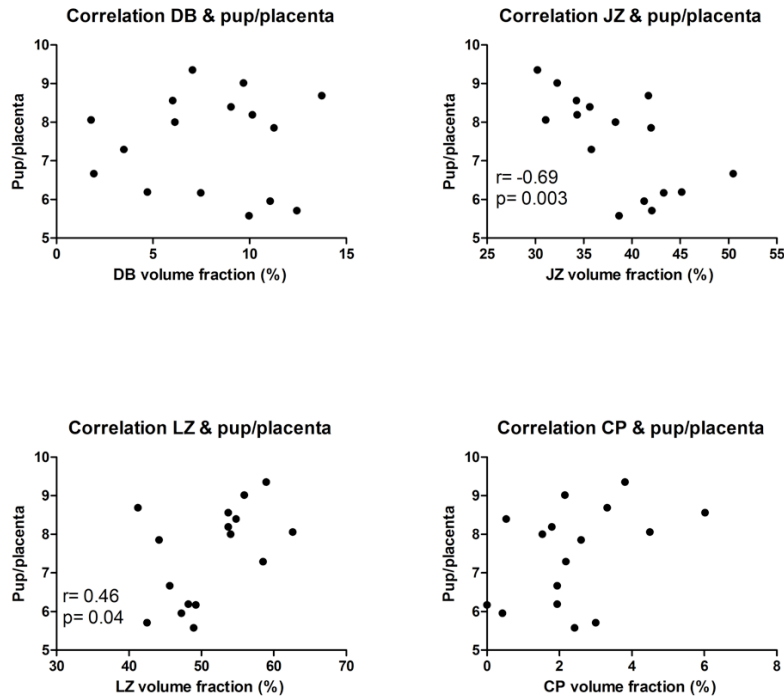 Correlation DB & pup/placenta
10
9
8
7
6
5
Pup/placenta
0
5
10
15
DB volume fraction (%)
Correlation JZ & pup/placenta
10
9
8
7
6
5
Pup/placenta
r= -0.69
p= 0.003
25
30
35
40
45
50
55
JZ volume fraction (%)
Correlation LZ & pup/placenta
10
9
8
7
6
5
Pup/placenta
r= 0.46
p= 0.04
30
40
50
60
70
LZ volume fraction (%)
Correlation CP & pup/placenta
10
9
8
7
6
5
Pup/placenta
0
2
4
6
8
CP volume fraction (%)